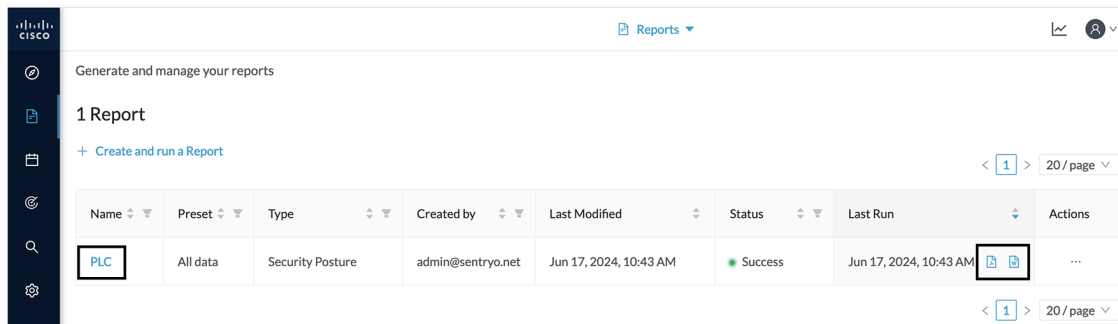 CISCO
Reports
Generate and manage your reports
1 Report
+ Create and run a Report
< 1 > 20 / page
Name Preset Type Created by Last Modified Status Last Run Actions
PLC All data Security Posture admin@sentryo.net Jun 17, 2024, 10:43 AM Success Jun 17, 2024, 10:43 AM ...
< 1 > 20 / page